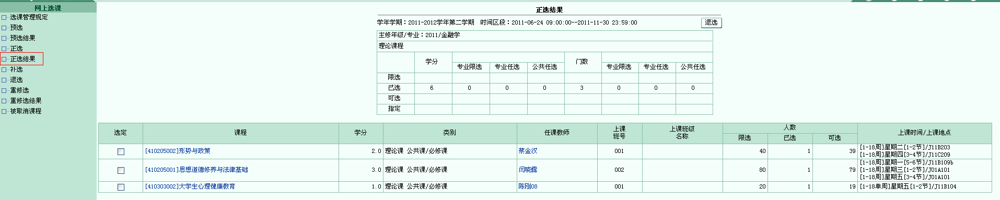 网上选课
选课管理规定
预选
预选结果
正选
正选结果
补选
退选
重修选
重修选结果
被取消课程
正选结果
学年学期：2011-2012学年第二学期 时间区段：2011-06-24 09:00:00--2011-11-30 23:59:00 退选
主修年级/专业：2011/金融学
理论课程
学分 门数
专业限选 专业任选 公共任选 专业限选 专业任选 公共任选
限选
已选 6 0 0 0 3 0 0 0
可选
指定
选定 课程 学分 类别 任课教师 上课班号 上课班级名称 人数 上课时间/上课地点
限选 已选 可选
[410205002]形势与政策 2.0 理论课 公共课/必修课 蔡金汉 001 40 1 39 [1-18周]星期二[1-2节]/J11B203
[1-18周]星期四[3-4节]/J11C209
[410205001]思想道德修养与法律基础 3.0 理论课 公共课/必修课 闫晓露 002 80 1 79 [1-18周]星期一[5-6节]/J11B109b
[1-18周]星期三[1-2节]/J01A101
[1-18周]星期五[3-4节]/J01A101
[410303002]大学生心理健康教育 1.0 理论课 公共课/必修课 陈刚08 001 20 1 19 [1-18单周]星期五[1-2节]/J11B104